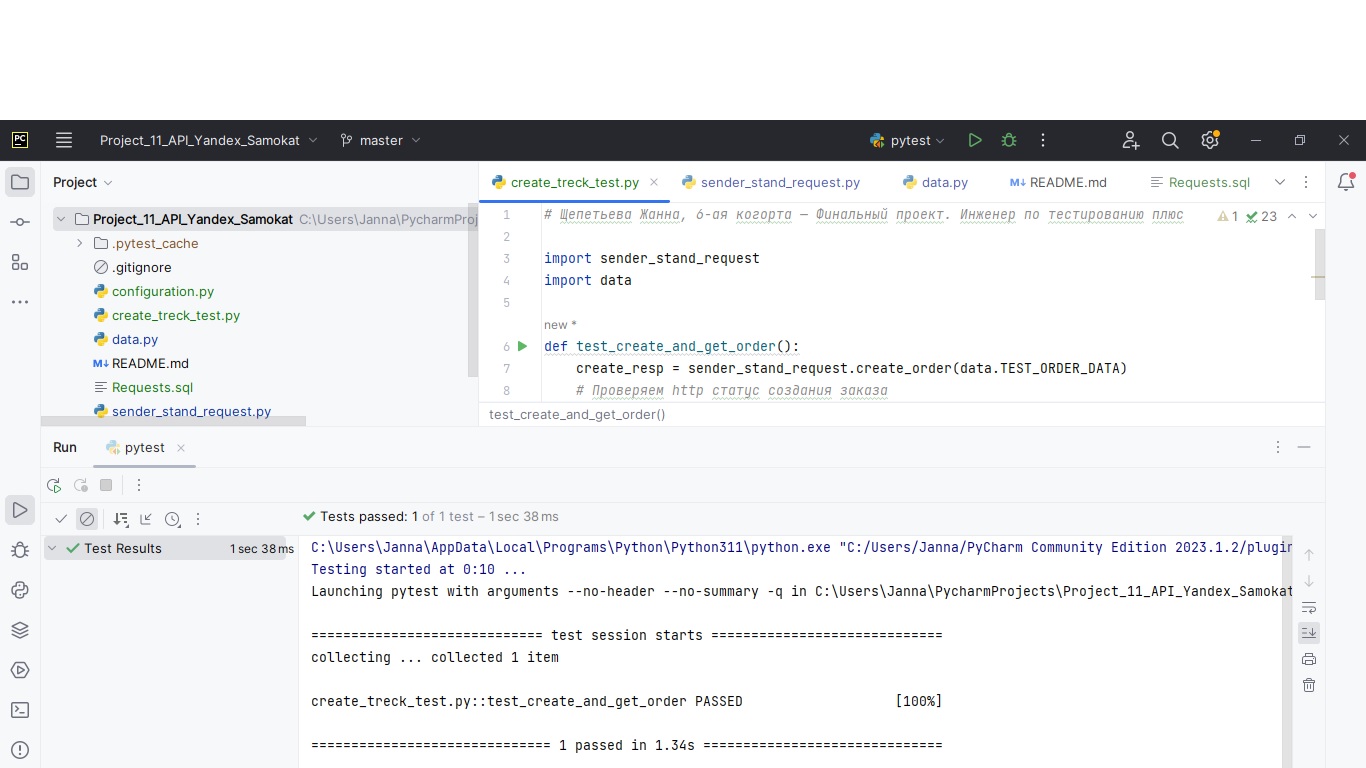 PC
Project_11_API_Yandex_Samokat
master
pytest
Project
Project_11_API_Yandex_Samokat C:\Users\Janna\PycharmProj
.pytest_cache
.gitignore
configuration.py
create_treck_test.py
data.py
M↓ README.md
Requests.sql
sender_stand_request.py
create_treck_test.py
sender_stand_request.py
data.py
M↓ README.md
Requests.sql
1 # Щепетьева Жанна, 6-ая когорта — Финальный проект. Инженер по тестированию плюс
1 23
2
3 import sender_stand_request
4 import data
5
new *
6 def test_create_and_get_order():
7 create_resp = sender_stand_request.create_order(data.TEST_ORDER_DATA)
8 # Проверяем http статус создания заказа
test_create_and_get_order()
Run
pytest
Tests passed: 1 of 1 test – 1 sec 38 ms
Test Results 1 sec 38 ms
C:\Users\Janna\AppData\Local\Programs\Python\Python311\python.exe "C:/Users/Janna/PyCharm Community Edition 2023.1.2/plugin
Testing started at 0:10 ...
Launching pytest with arguments --no-header --no-summary -q in C:\Users\Janna\PycharmProjects\Project_11_API_Yandex_Samokat
============================= test session starts =============================
collecting ... collected 1 item
create_treck_test.py::test_create_and_get_order PASSED [100%]
============================== 1 passed in 1.34s ==============================